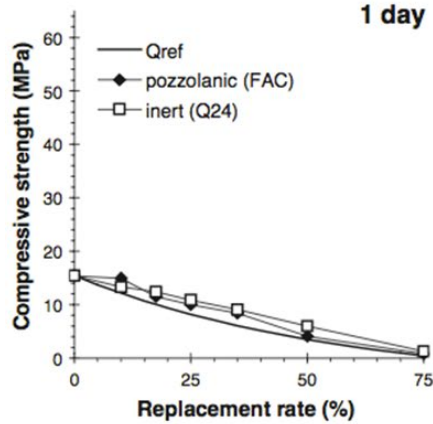 1 day
Compressive strength (MPa)
60
50
40
30
20
10
0
Qref
pozzolanic (FAC)
inert (Q24)
0 25 50 75
Replacement rate (%)